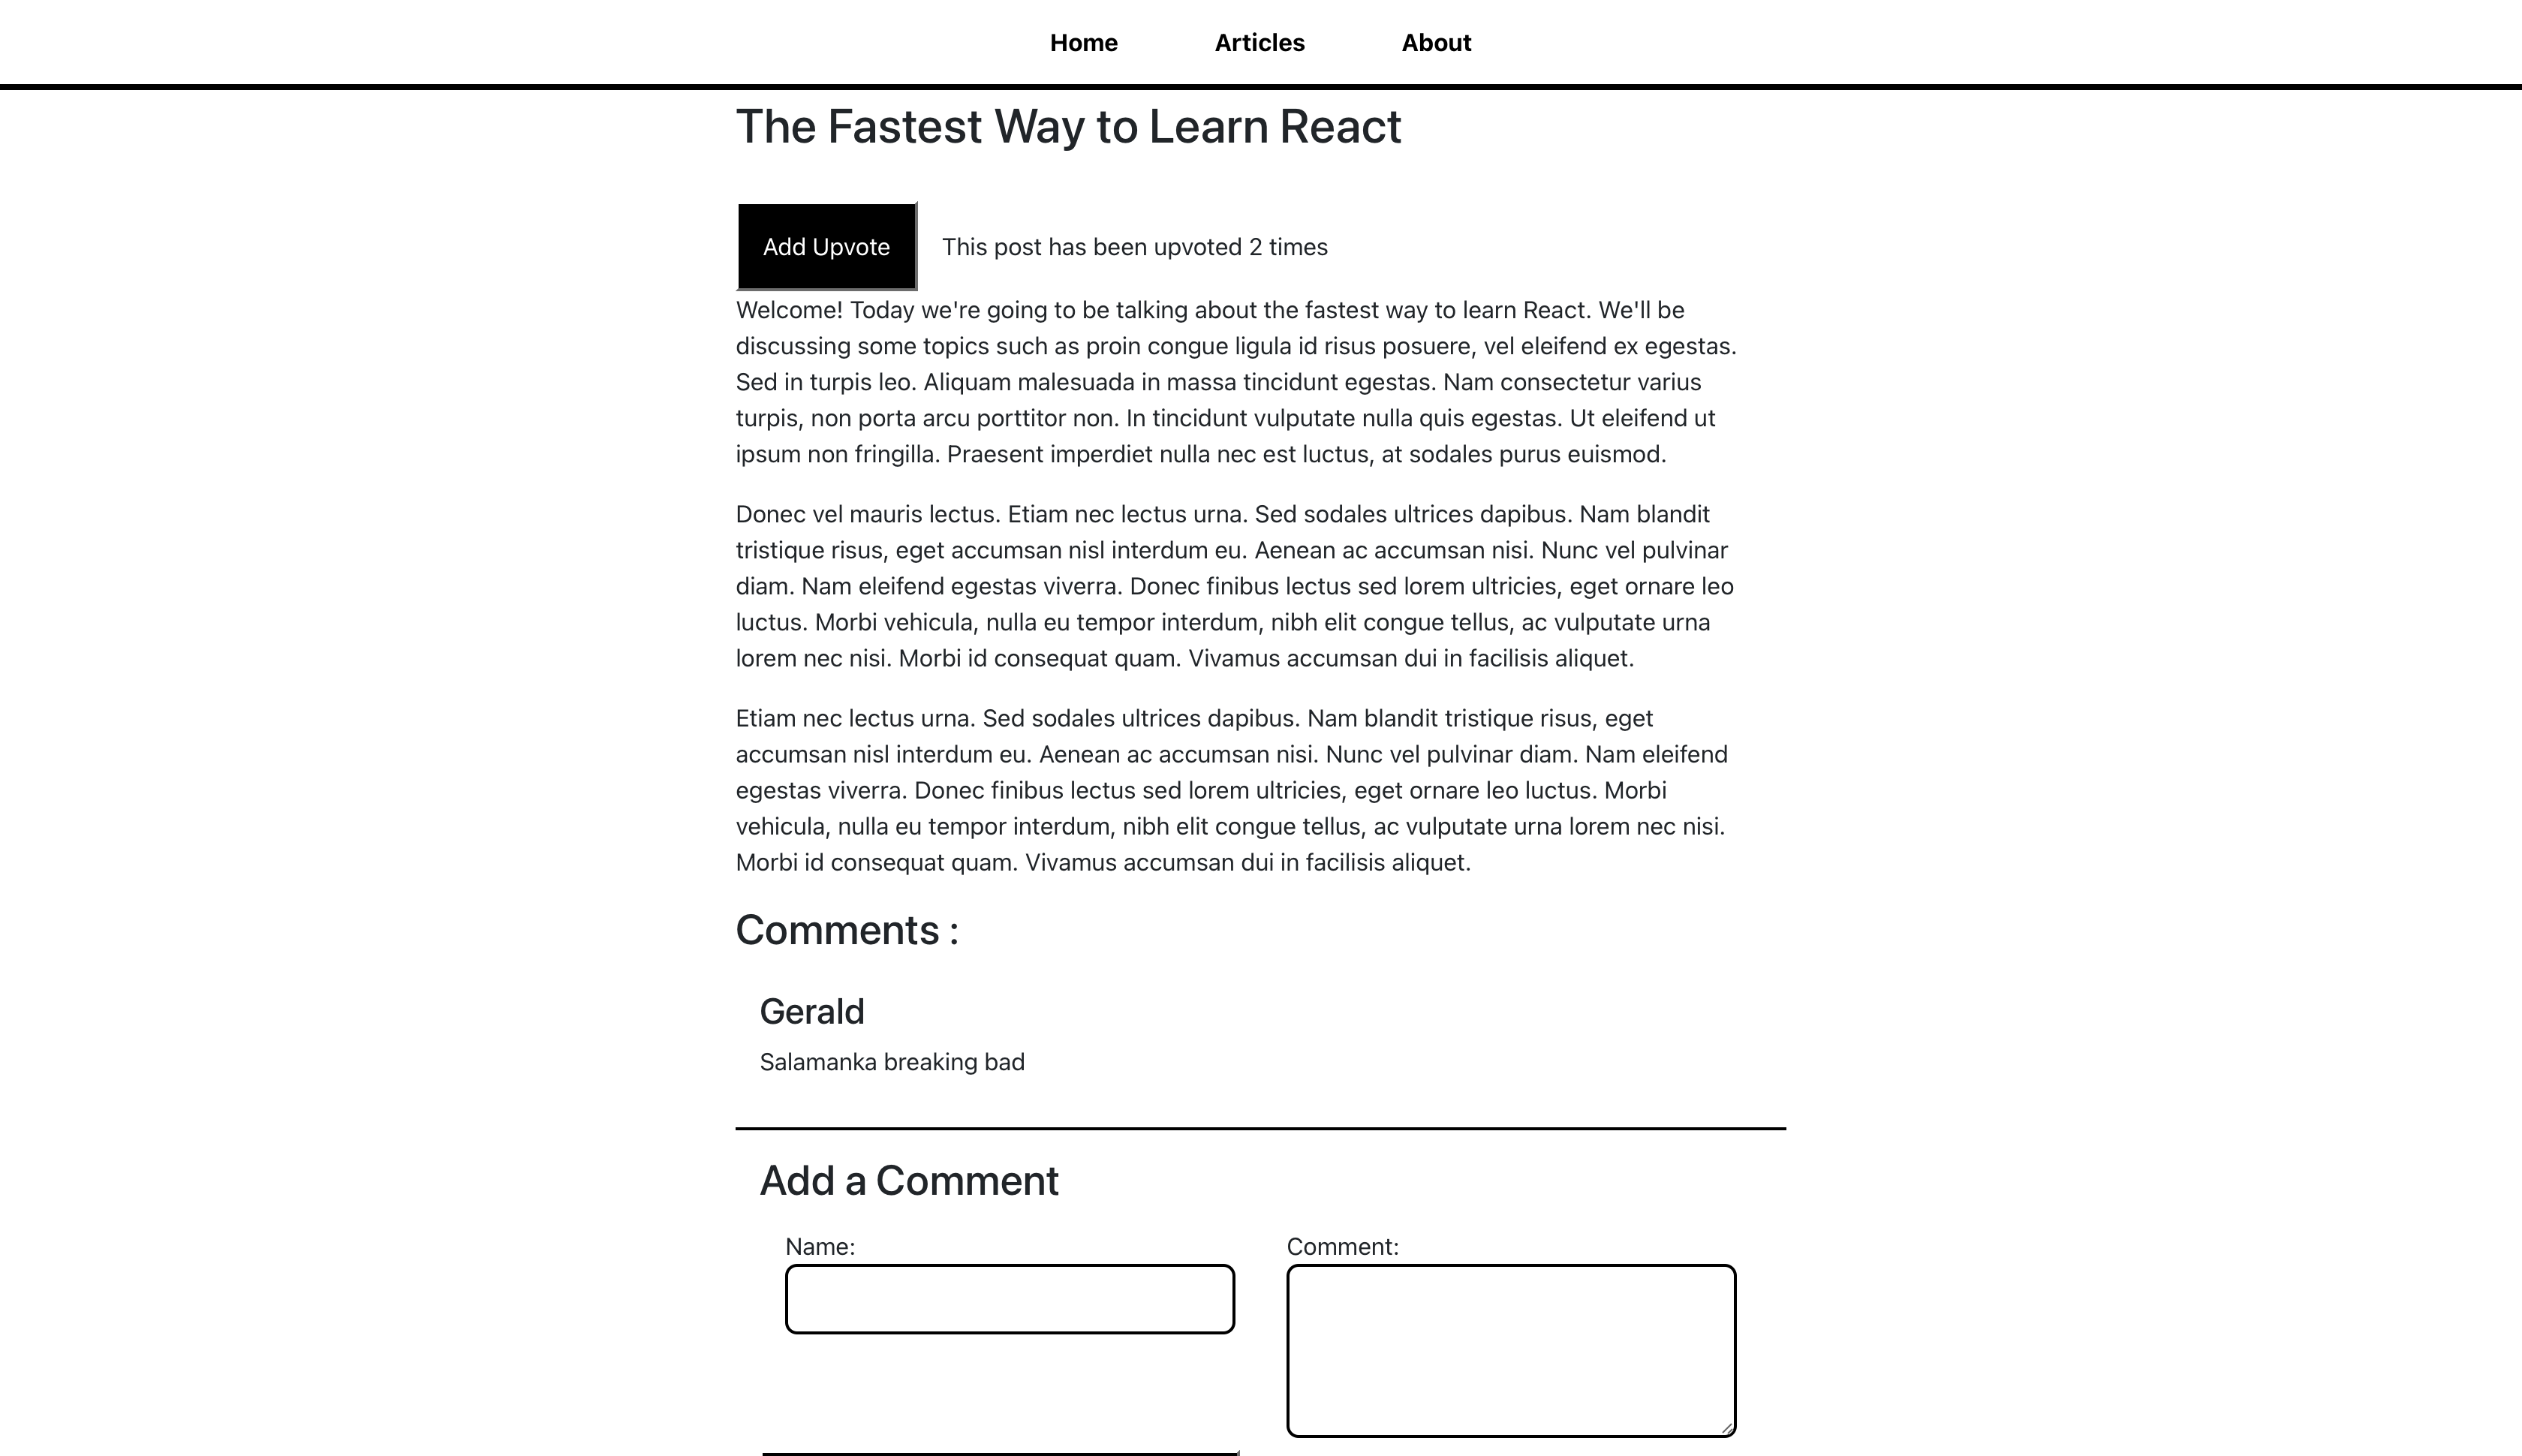 Home Articles About
The Fastest Way to Learn React
Add Upvote This post has been upvoted 2 times
Welcome! Today we're going to be talking about the fastest way to learn React. We'll be
discussing some topics such as proin congue ligula id risus posuere, vel eleifend ex egestas.
Sed in turpis leo. Aliquam malesuada in massa tincidunt egestas. Nam consectetur varius
turpis, non porta arcu porttitor non. In tincidunt vulputate nulla quis egestas. Ut eleifend ut
ipsum non fringilla. Praesent imperdiet nulla nec est luctus, at sodales purus euismod.
Donec vel mauris lectus. Etiam nec lectus urna. Sed sodales ultrices dapibus. Nam blandit
tristique risus, eget accumsan nisl interdum eu. Aenean ac accumsan nisi. Nunc vel pulvinar
diam. Nam eleifend egestas viverra. Donec finibus lectus sed lorem ultricies, eget ornare leo
luctus. Morbi vehicula, nulla eu tempor interdum, nibh elit congue tellus, ac vulputate urna
lorem nec nisi. Morbi id consequat quam. Vivamus accumsan dui in facilisis aliquet.
Etiam nec lectus urna. Sed sodales ultrices dapibus. Nam blandit tristique risus, eget
accumsan nisl interdum eu. Aenean ac accumsan nisi. Nunc vel pulvinar diam. Nam eleifend
egestas viverra. Donec finibus lectus sed lorem ultricies, eget ornare leo luctus. Morbi
vehicula, nulla eu tempor interdum, nibh elit congue tellus, ac vulputate urna lorem nec nisi.
Morbi id consequat quam. Vivamus accumsan dui in facilisis aliquet.
Comments :
Gerald
Salamanka breaking bad
Add a Comment
Name: Comment: